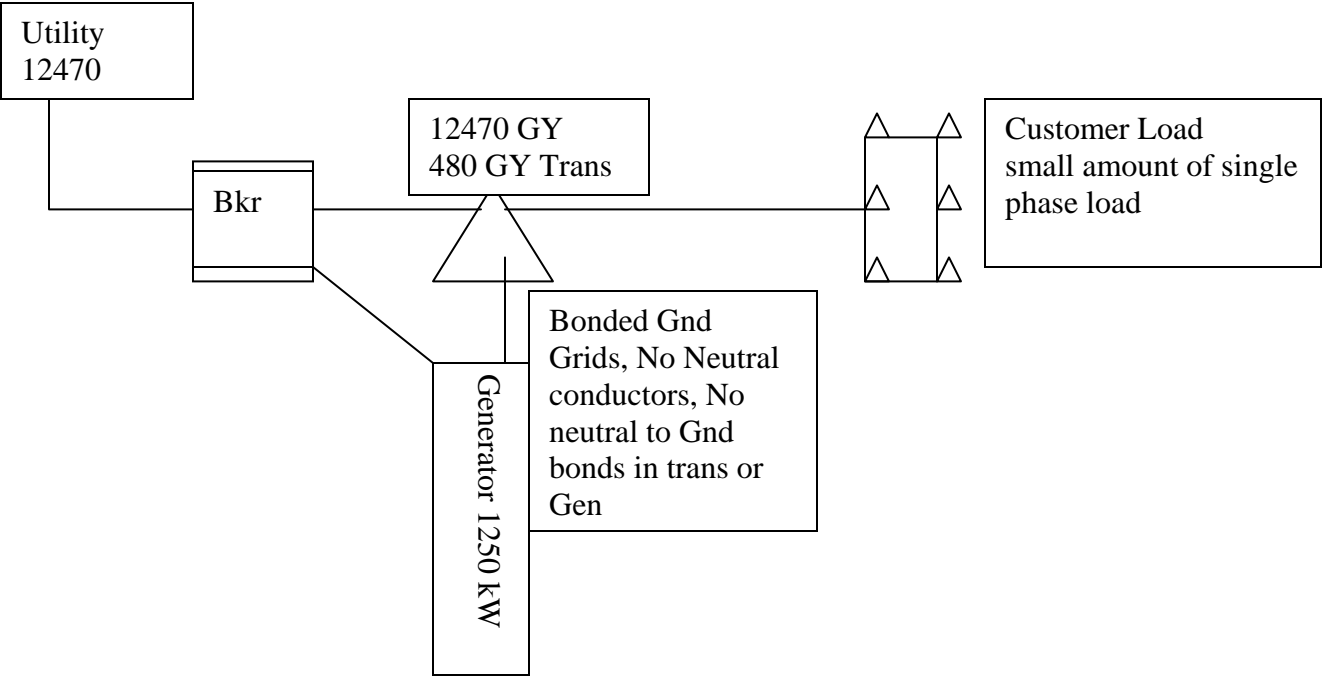 Utility
12470
12470 GY
480 GY Trans
Customer Load
small amount of single
phase load
Bkr
Bonded Gnd
Grids, No Neutral
conductors, No
neutral to Gnd
bonds in trans or
Gen
Generator 1250 kW